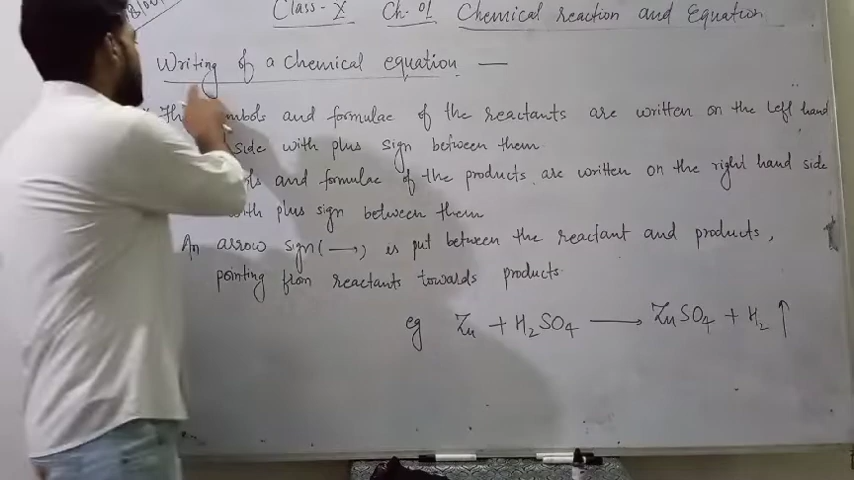 Class-X Ch. 01 Chemical reaction and Equation
Writing of a Chemical equation —
and formulae of the reactants are written on the left hand
side with plus sign between them
and formulae of the products are written on the right hand side
plus sign between them
An arrow sign (→) is put between the reactant and products,
pointing from reactants towards products
eg Zn + H₂SO₄ → ZnSO₄ + H₂ ↑